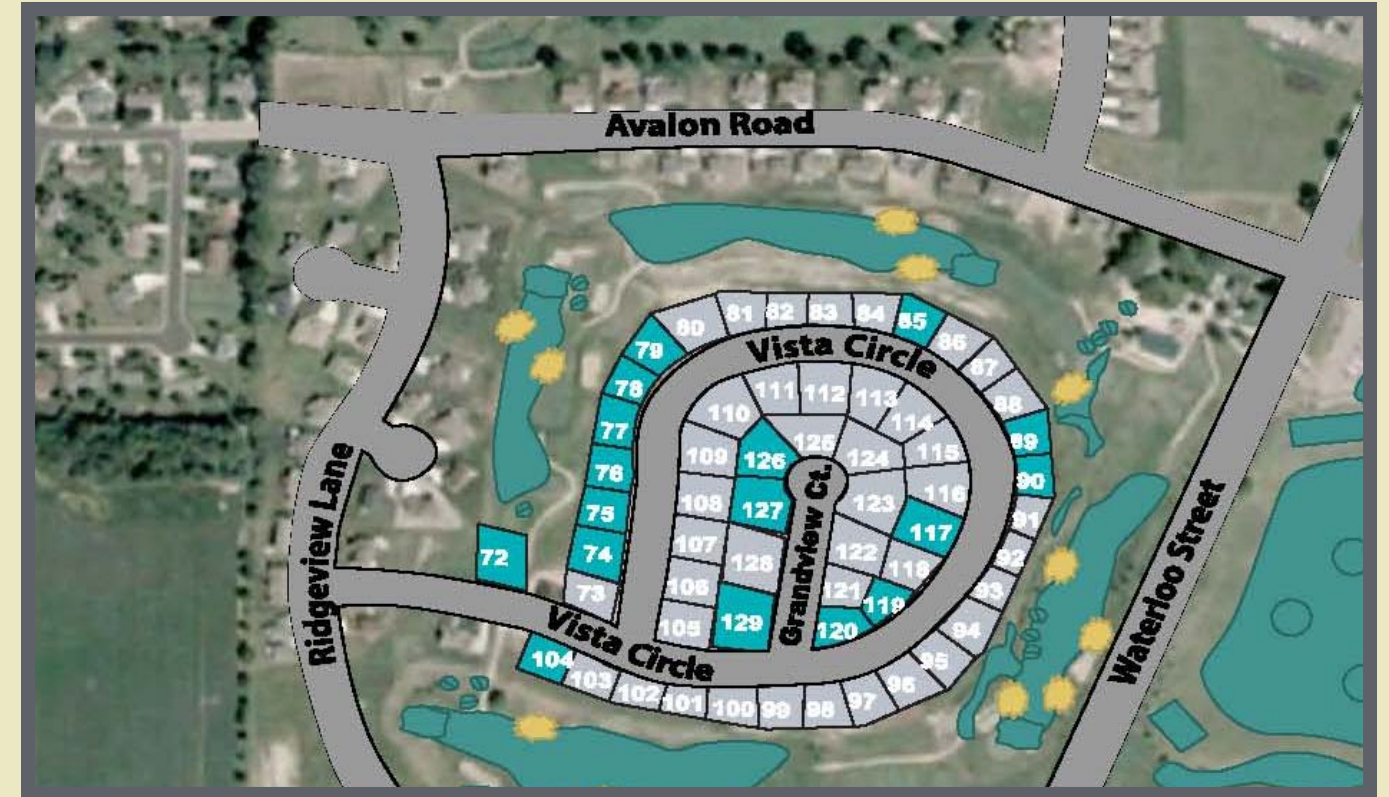 Avalon Road
81 82 83 84 85
80 86
79 Vista Circle 87
78 111 112 113 88
110 114
77 125 115 89
109 126 124
76 90
108 127 123 116
75 91
117
72 74 107 128 122 92
118
73 106 121 119 93
105 129 120 94
Grandview Ct.
Vista Circle
104 95
103 102 101 100 99 98 97 96
Ridgeview Lane
Waterloo Street